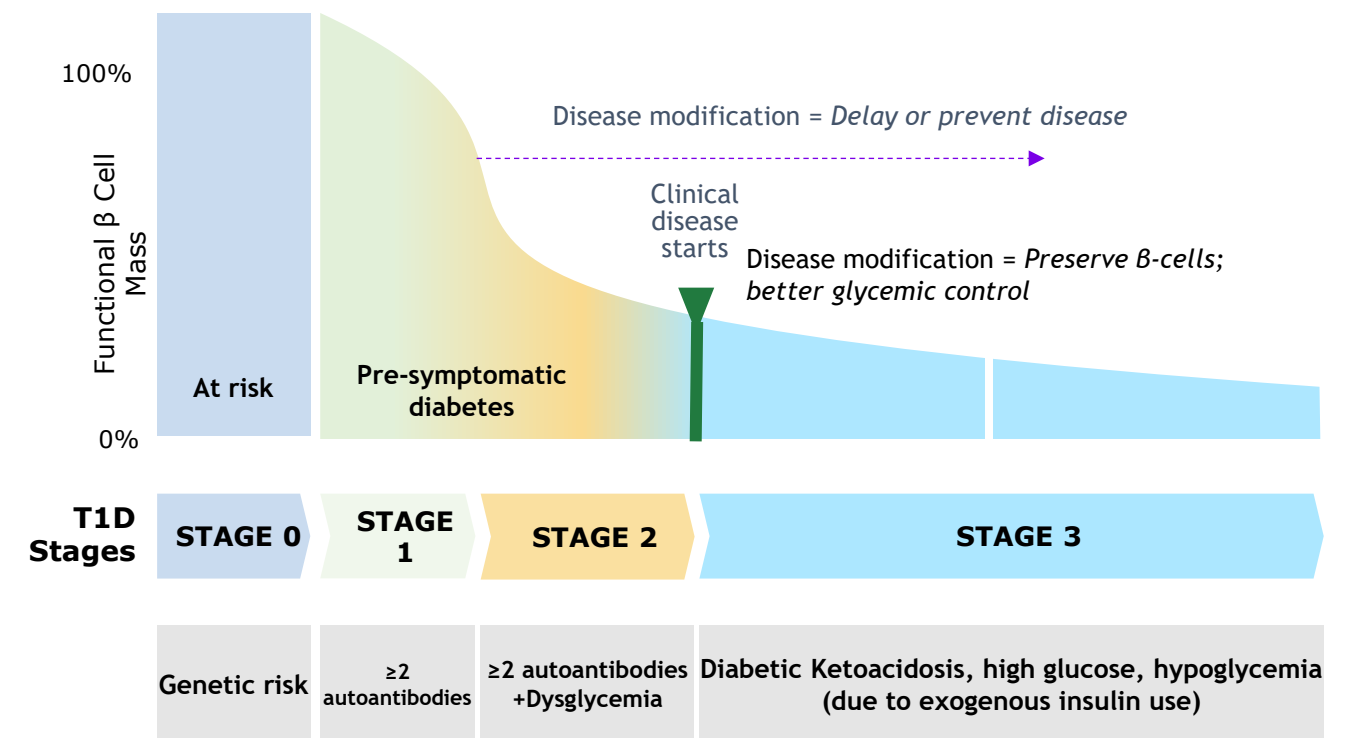 100%
Disease modification = Delay or prevent disease
Clinical
disease
starts
Functional β Cell
Mass
Disease modification = Preserve β-cells;
better glycemic control
At risk
Pre-symptomatic
diabetes
0%
T1D
Stages
STAGE 0
STAGE
1
STAGE 2
STAGE 3
Genetic risk
≥2
autoantibodies
≥2 autoantibodies
+Dysglycemia
Diabetic Ketoacidosis, high glucose, hypoglycemia
(due to exogenous insulin use)